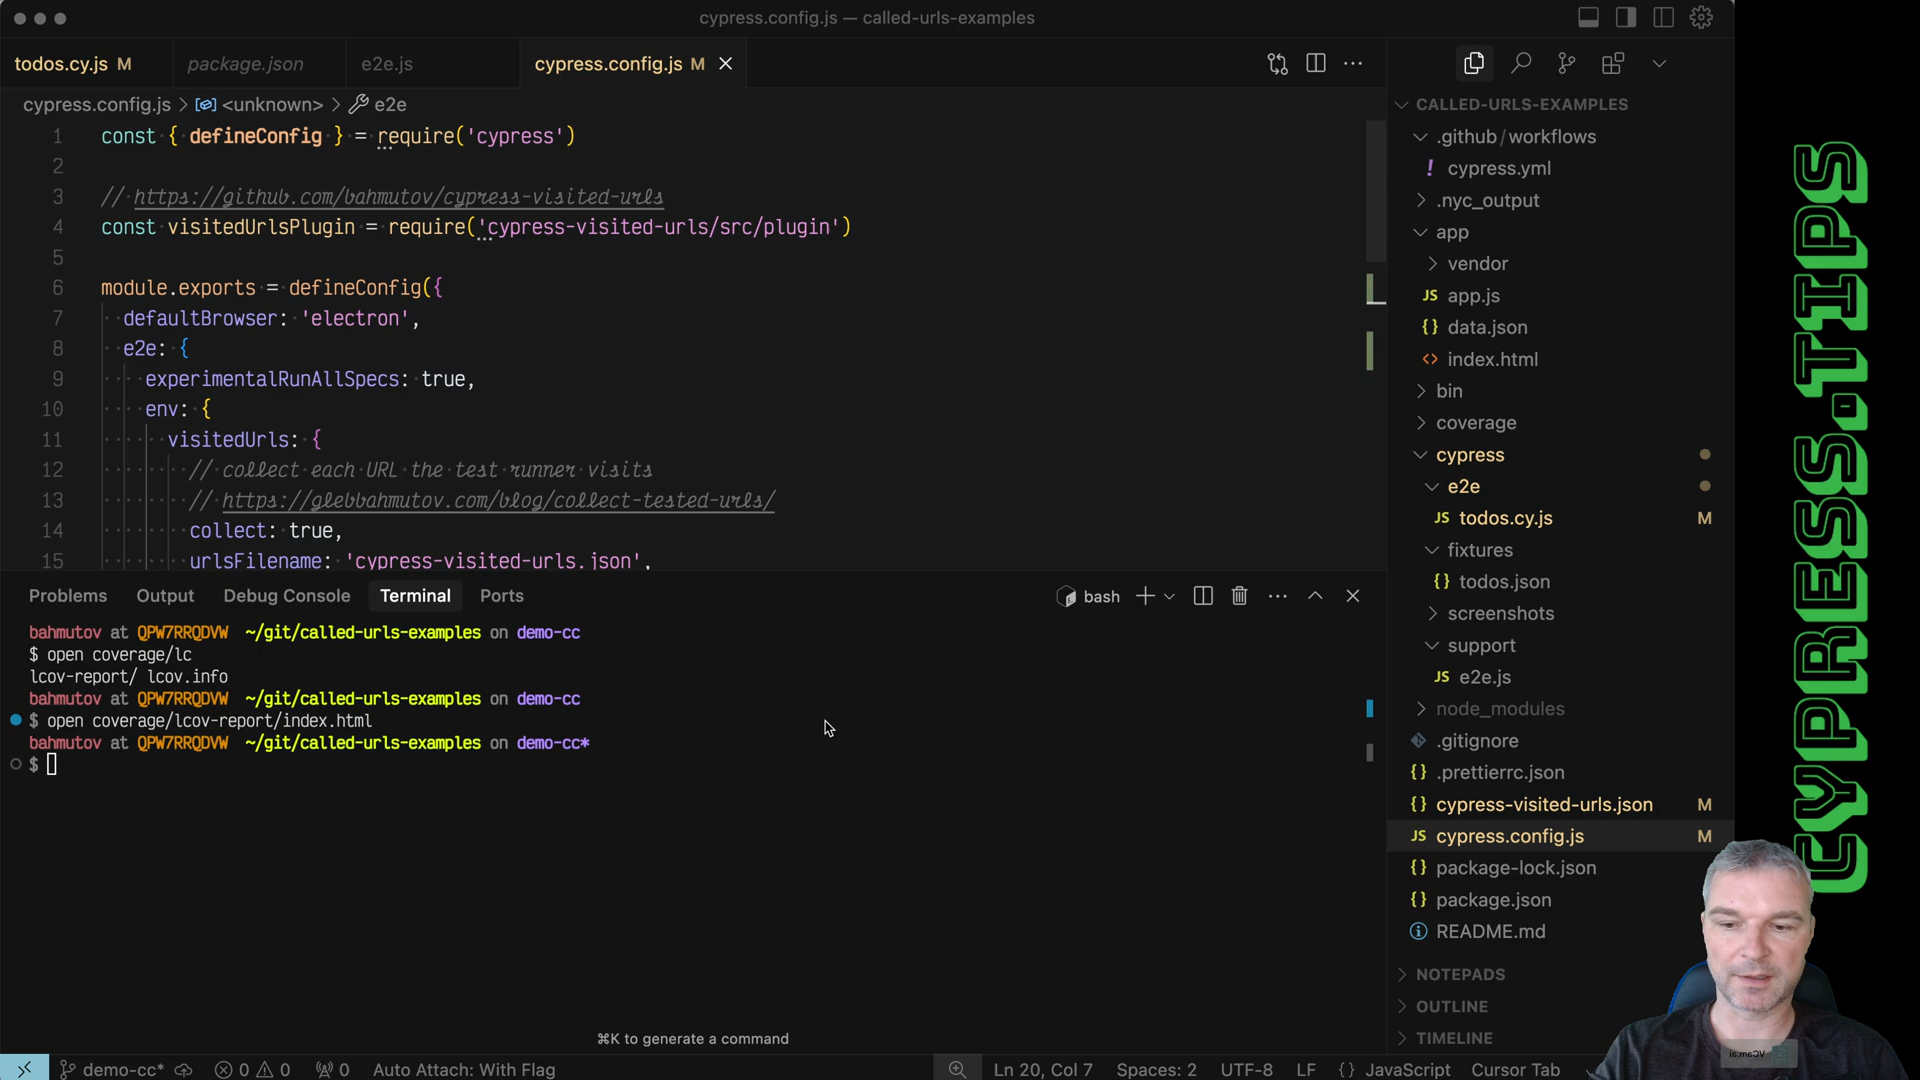 cypress.config.js — called-urls-examples
todos.cy.js M
package.json
e2e.js
cypress.config.js M
cypress.config.js > <unknown> > e2e
1 const { defineConfig } = require('cypress')
2
3 // https://github.com/bahmutov/cypress-visited-urls
4 const visitedUrlsPlugin = require('cypress-visited-urls/src/plugin')
5
6 module.exports = defineConfig({
7 defaultBrowser: 'electron',
8 e2e: {
9 experimentalRunAllSpecs: true,
10 env: {
11 visitedUrls: {
12 // collect each URL the test runner visits
13 // https://glebbahmutov.com/blog/collect-tested-urls/
14 collect: true,
15 urlsFilename: 'cypress-visited-urls.json',
Problems Output Debug Console Terminal Ports
bash
bahmutov at QPW7RRQDVW ~/git/called-urls-examples on demo-cc
$ open coverage/lc
lcov-report/ lcov.info
bahmutov at QPW7RRQDVW ~/git/called-urls-examples on demo-cc
$ open coverage/lcov-report/index.html
bahmutov at QPW7RRQDVW ~/git/called-urls-examples on demo-cc*
$
⌘K to generate a command
CALLED-URLS-EXAMPLES
.github/workflows
! cypress.yml
.nyc_output
app
vendor
JS app.js
{} data.json
<> index.html
bin
coverage
cypress
e2e
JS todos.cy.js M
fixtures
{} todos.json
screenshots
support
JS e2e.js
node_modules
.gitignore
{} .prettierrc.json
{} cypress-visited-urls.json M
JS cypress.config.js M
{} package-lock.json
{} package.json
README.md
NOTEPADS
OUTLINE
TIMELINE
demo-cc* 0 0 0 Auto Attach: With Flag
Ln 20, Col 7 Spaces: 2 UTF-8 LF {} JavaScript Cursor Tab
CYPRESS.TIPS
VCam.ai